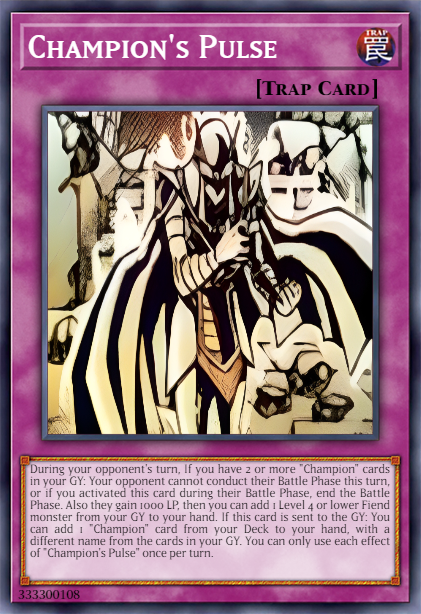 CHAMPION'S PULSE
TRAP
罠
[TRAP CARD]
During your opponent's turn, If you have 2 or more "Champion" cards
in your GY: Your opponent cannot conduct their Battle Phase this turn,
or if you activated this card during their Battle Phase, end the Battle
Phase. Also they gain 1000 LP, then you can add 1 Level 4 or lower Fiend
monster from your GY to your hand. If this card is sent to the GY: You
can add 1 "Champion" card from your Deck to your hand, with a
different name from the cards in your GY. You can only use each effect
of "Champion's Pulse" once per turn.
333300108